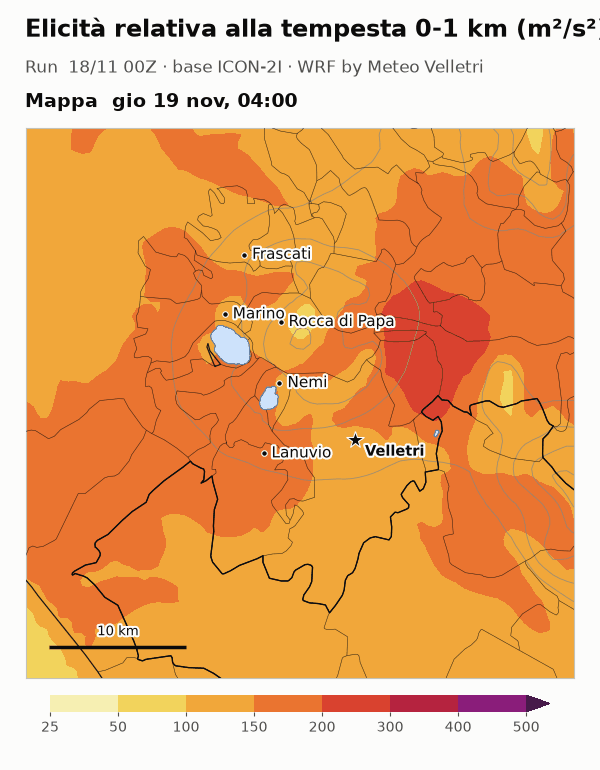 Elicità relativa alla tempesta 0-1 km (m²/s²)
Run 18/11 00Z · base ICON-2I · WRF by Meteo Velletri
Mappa gio 19 nov, 04:00
Frascati
Marino
Rocca di Papa
Nemi
Velletri
Lanuvio
10 km
25 50 100 150 200 300 400 500